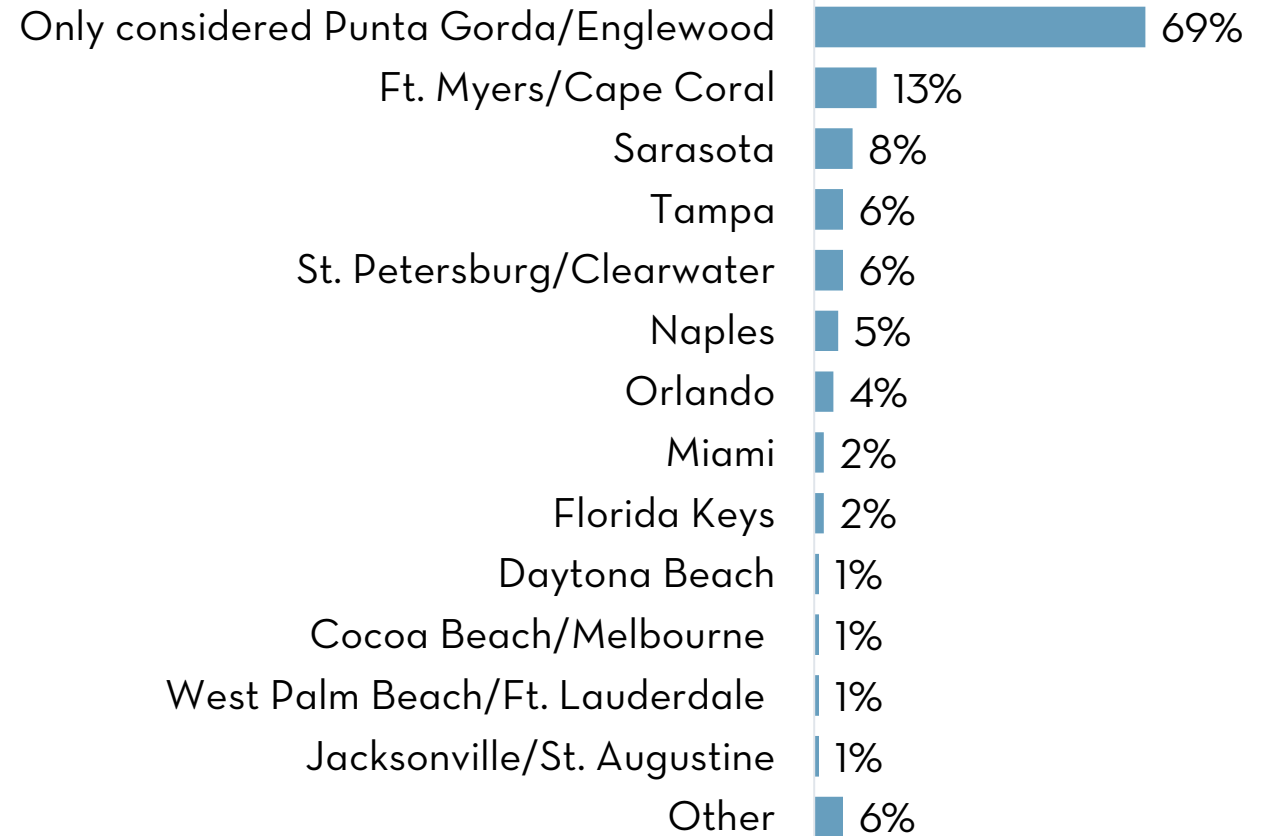 Only considered Punta Gorda/Englewood 69%
Ft. Myers/Cape Coral 13%
Sarasota 8%
Tampa 6%
St. Petersburg/Clearwater 6%
Naples 5%
Orlando 4%
Miami 2%
Florida Keys 2%
Daytona Beach 1%
Cocoa Beach/Melbourne 1%
West Palm Beach/Ft. Lauderdale 1%
Jacksonville/St. Augustine 1%
Other 6%